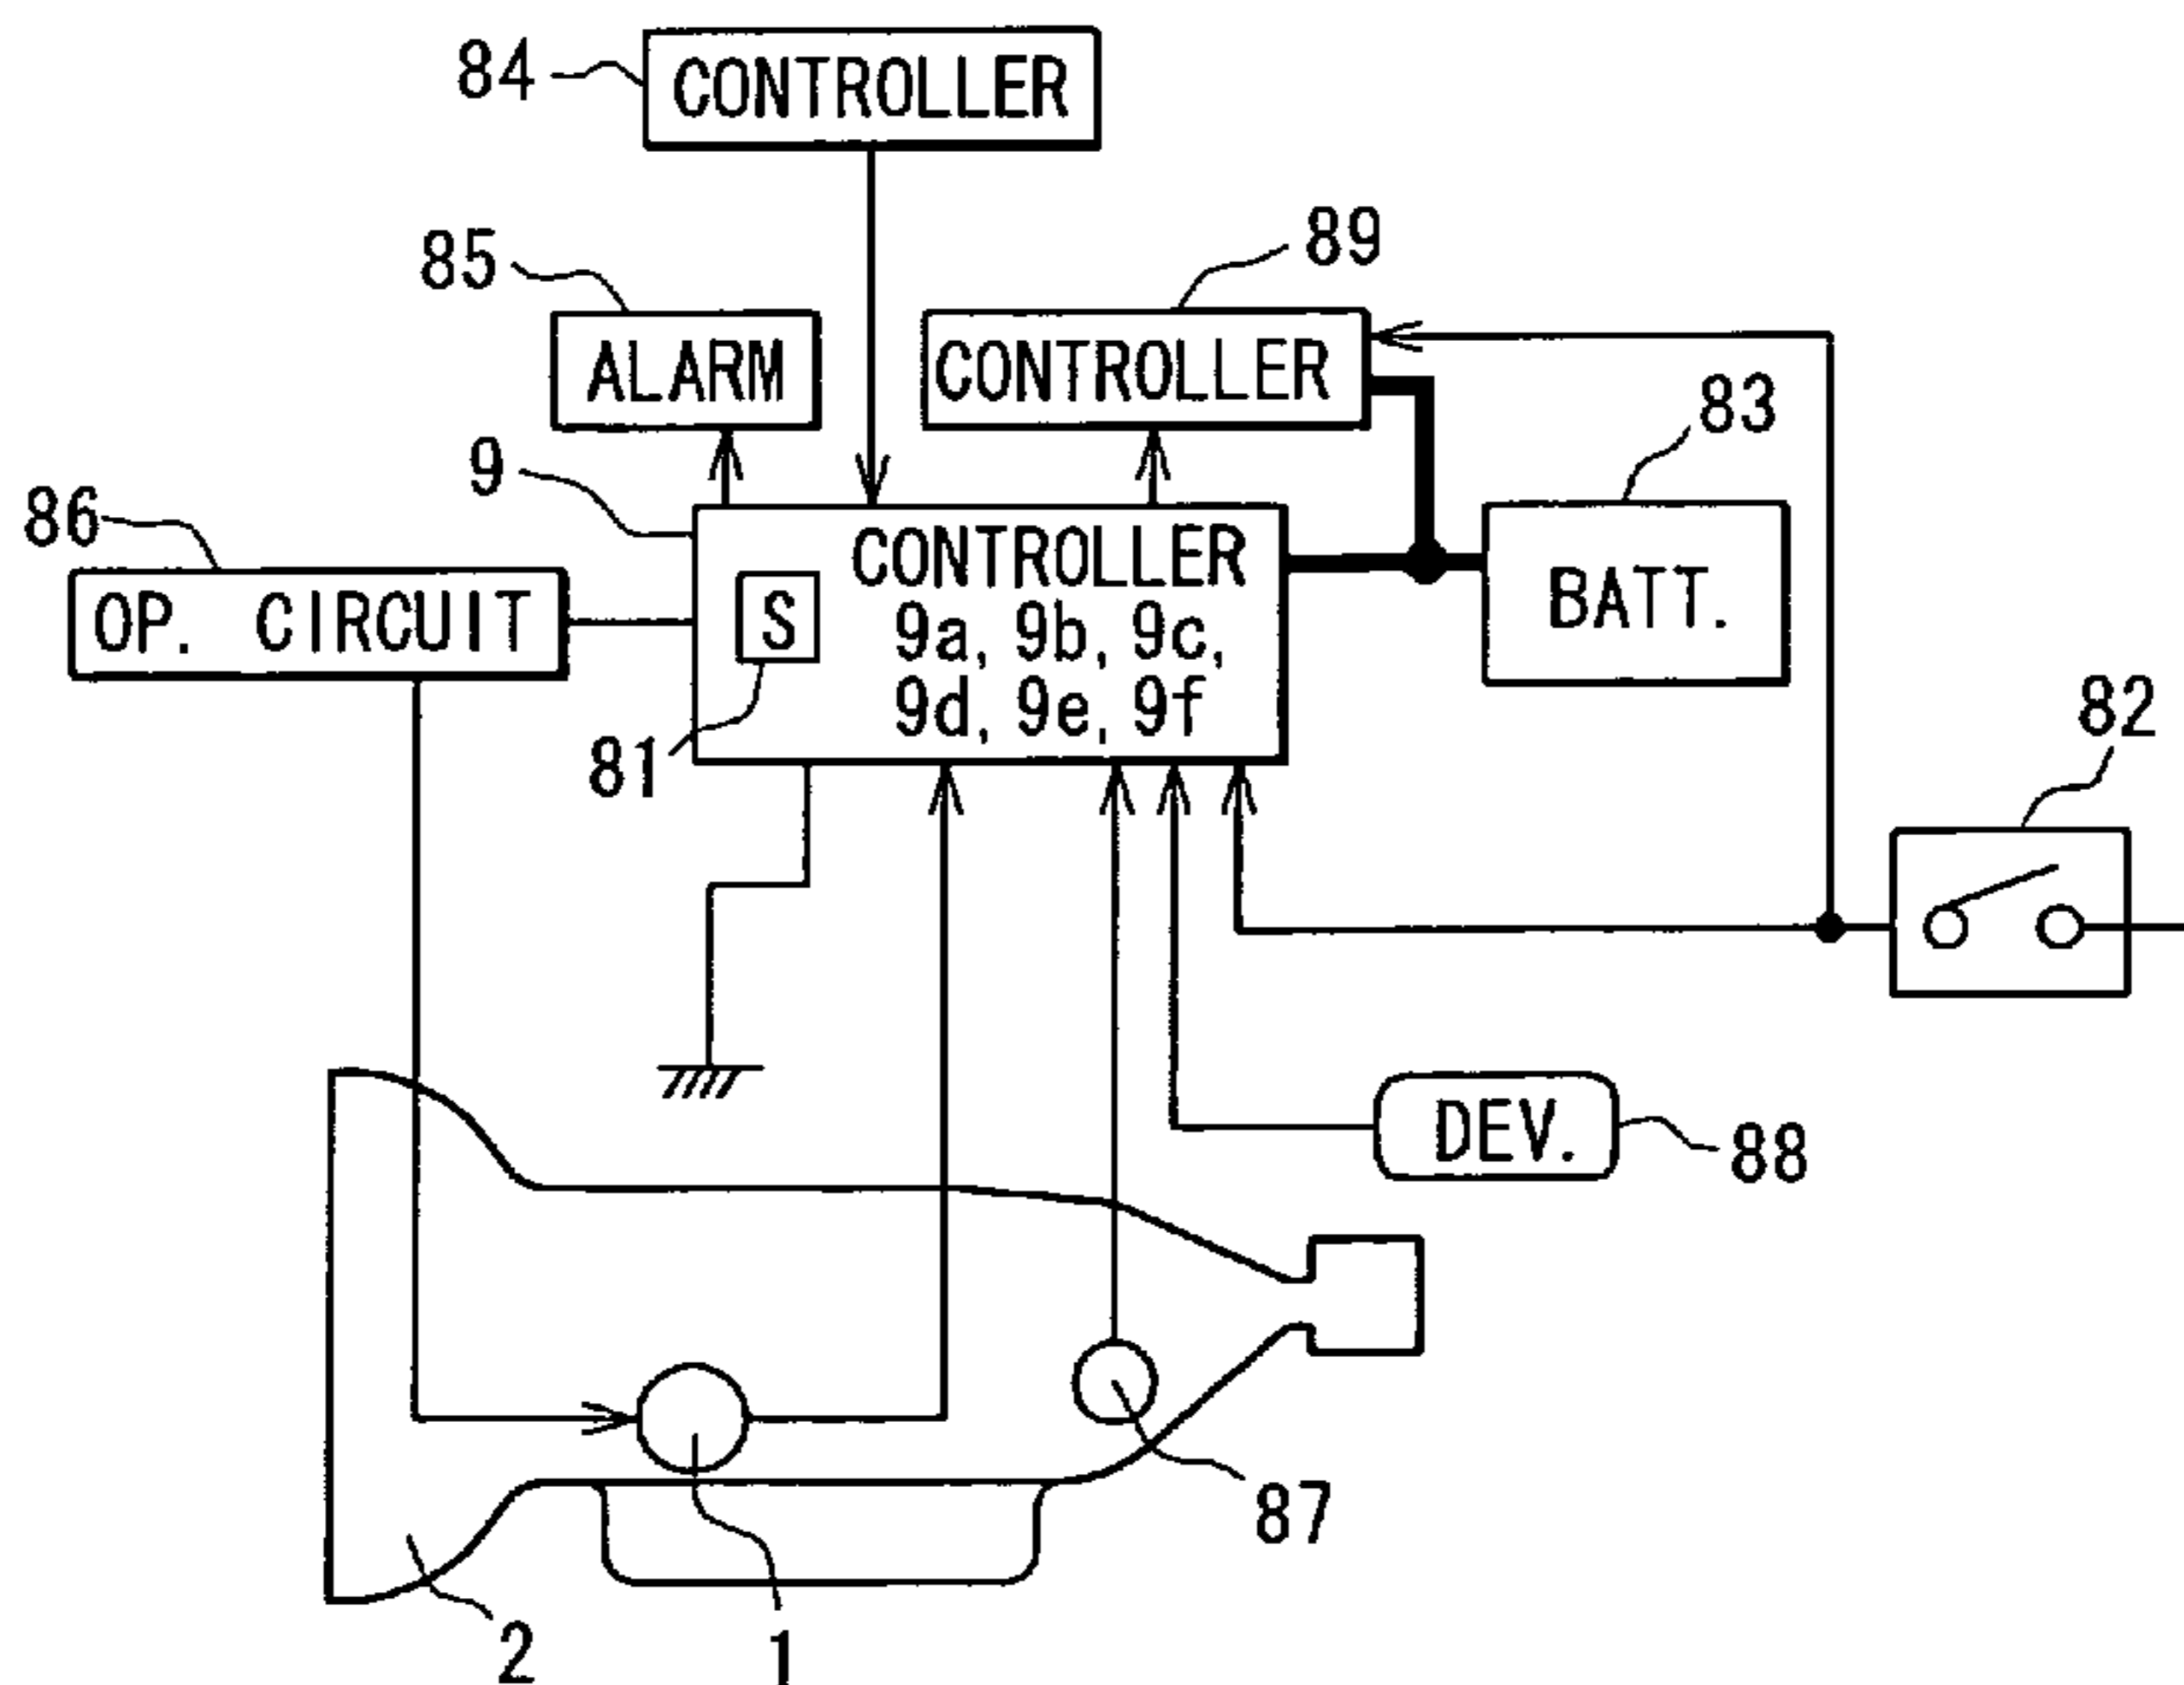 84
CONTROLLER
85
89
ALARM
CONTROLLER
83
9
86
OP. CIRCUIT
S
CONTROLLER
9a, 9b, 9c,
9d, 9e, 9f
BATT.
81
82
DEV.
88
87
2
1